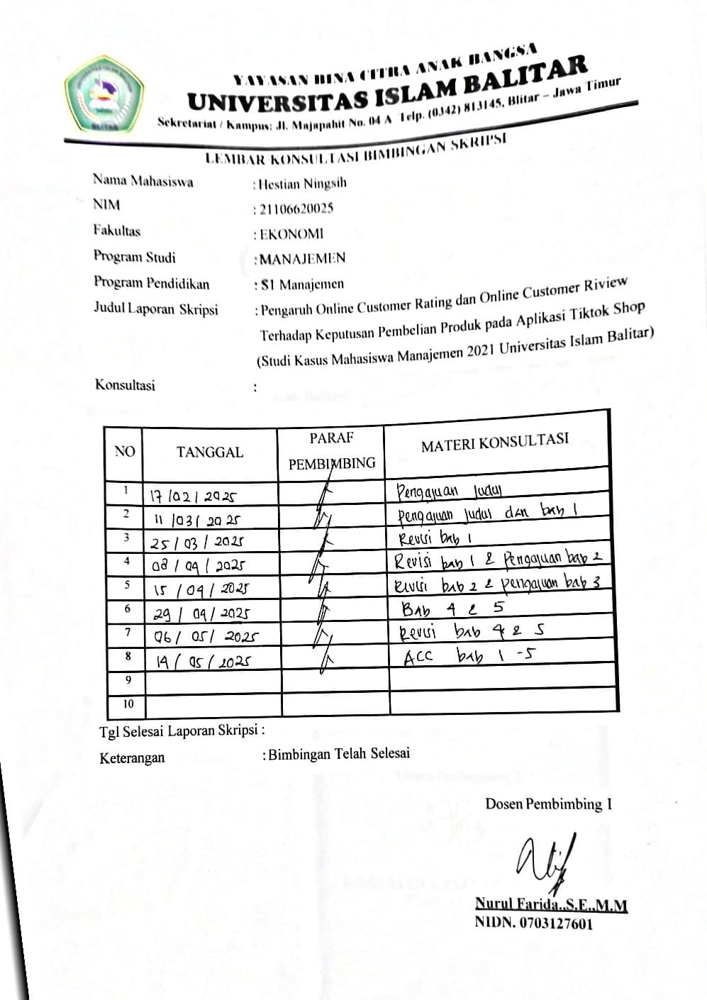 YAYASAN BINA CITRA ANAK BANGSA
UNIVERSITAS ISLAM BALITAR
Sekretariat / Kampus: Jl. Majapahit No. 04 A Telp. (0342) 813145, Blitar – Jawa Timur
BLITAR
LEMBAR KONSULTASI BIMBINGAN SKRIPSI
Nama Mahasiswa : Hestian Ningsih
NIM : 21106620025
Fakultas : EKONOMI
Program Studi : MANAJEMEN
Program Pendidikan : S1 Manajemen
Judul Laporan Skripsi : Pengaruh Online Customer Rating dan Online Customer Riview
Terhadap Keputusan Pembelian Produk pada Aplikasi Tiktok Shop
(Studi Kasus Mahasiswa Manajemen 2021 Universitas Islam Balitar)
Konsultasi :
NO TANGGAL PARAF PEMBIMBING MATERI KONSULTASI
1 17/02/2025 Pengajuan Judul
2 11/03/2025 Pengajuan Judul dan bab 1
3 25/03/2025 Revisi bab 1
4 08/04/2025 Revisi bab 1 & Pengajuan bab 2
5 15/04/2025 Revisi bab 2 & Pengajuan bab 3
6 29/04/2025 Bab 4 & 5
7 06/05/2025 Revisi bab 4 & 5
8 14/05/2025 ACC bab 1-5
9
10
Tgl Selesai Laporan Skripsi :
Keterangan : Bimbingan Telah Selesai
Dosen Pembimbing I
Nurul Farida.,S.E.,M.M
NIDN. 0703127601